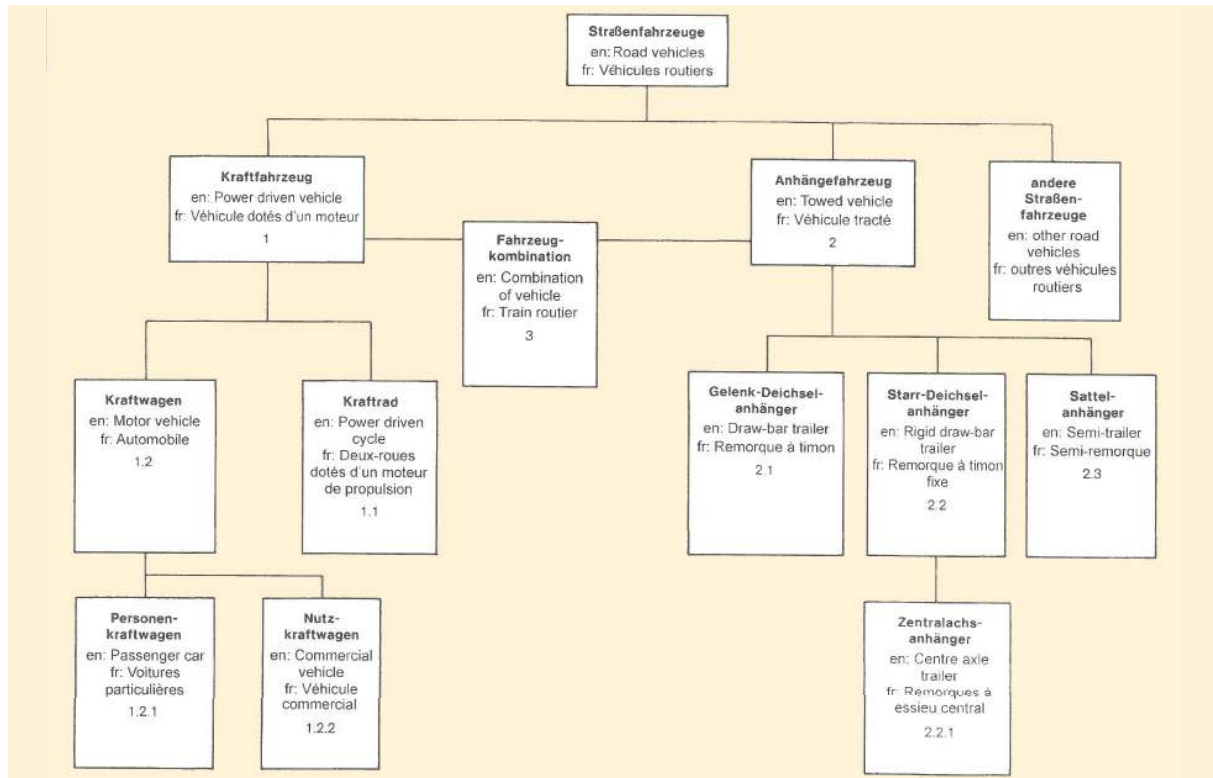 Straßenfahrzeuge
en: Road vehicles
fr: Véhicules routiers
Kraftfahrzeug
en: Power driven vehicle
fr: Véhicule dotés d'un moteur
1
Fahrzeug-
kombination
en: Combination
of vehicle
fr: Train routier
3
Anhängefahrzeug
en: Towed vehicle
fr: Véhicule tracté
2
andere
Straßen-
fahrzeuge
en: other road
vehicles
fr: outres véhicules
routiers
Kraftwagen
en: Motor vehicle
fr: Automobile
1.2
Kraftrad
en: Power driven
cycle
fr: Deux-roues
dotés d'un moteur
de propulsion
1.1
Gelenk-Deichsel-
anhänger
en: Draw-bar trailer
fr: Remorque à timon
2.1
Starr-Deichsel-
anhänger
en: Rigid draw-bar
trailer
fr: Remorque à timon
fixe
2.2
Sattel-
anhänger
en: Semi-trailer
fr: Semi-remorque
2.3
Personen-
kraftwagen
en: Passenger car
fr: Voitures
particulières
1.2.1
Nutz-
kraftwagen
en: Commercial
vehicle
fr: Véhicule
commercial
1.2.2
Zentralachs-
anhänger
en: Centre axle
trailer
fr: Remorques à
essieu central
2.2.1